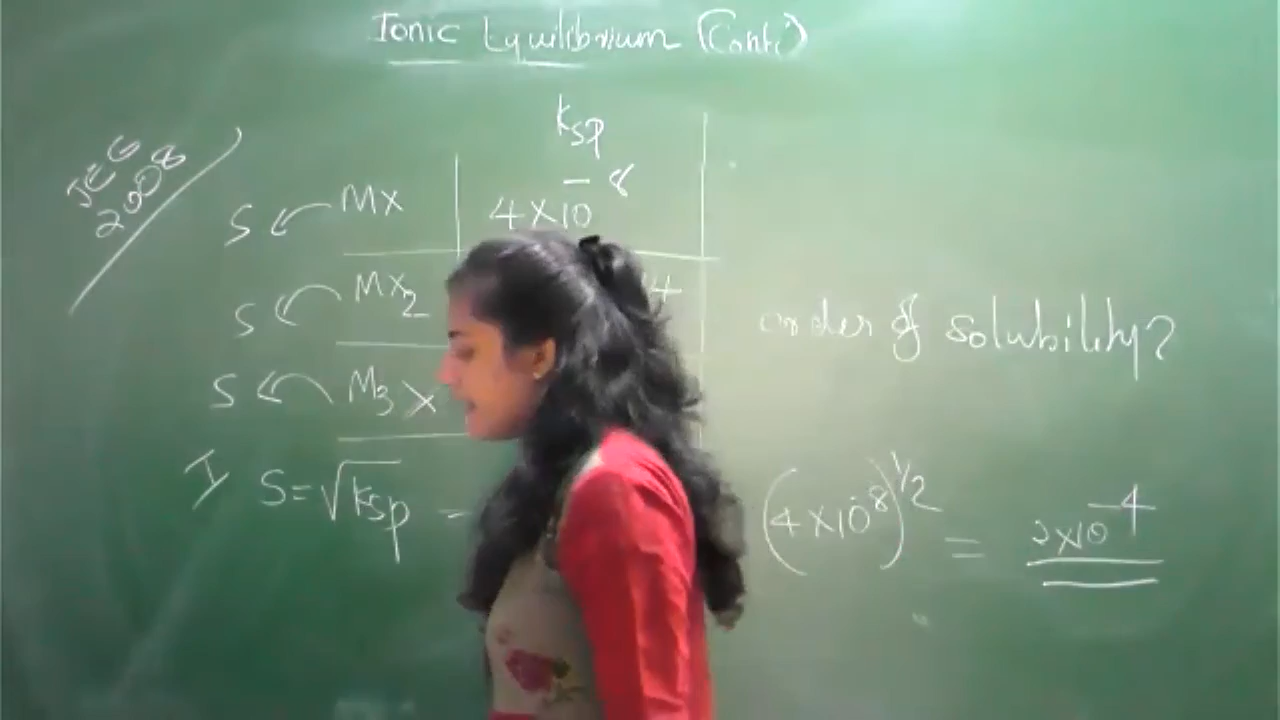 Ionic Equilibrium (Conti)
JEE
2008
Ksp
S ← MX 4×10⁻⁸
S ← MX₂
S ← M₃X
order of solubility?
I S=√Ksp = (4×10⁻⁸)^1/2 = 2×10⁻⁴